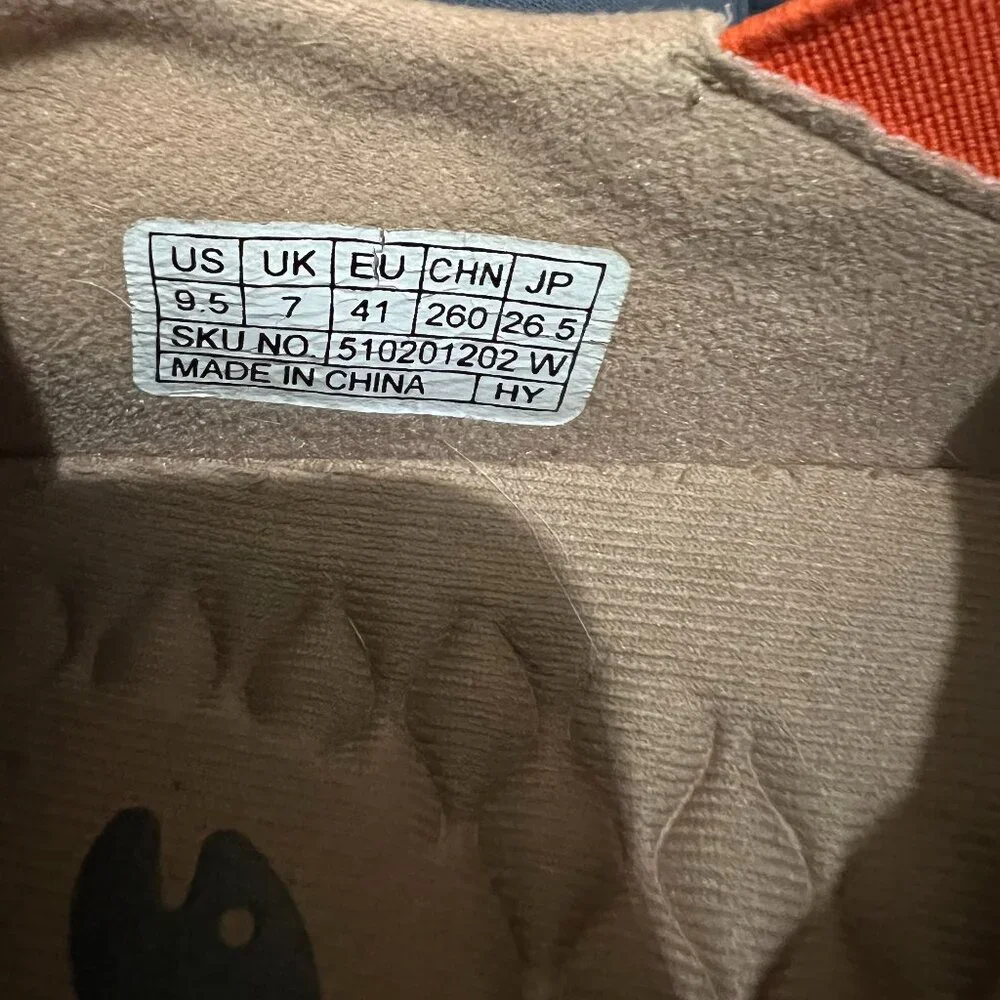 US UK EU CHN JP
9.5 7 41 260 26.5
SKU NO. 510201202 W
MADE IN CHINA HY